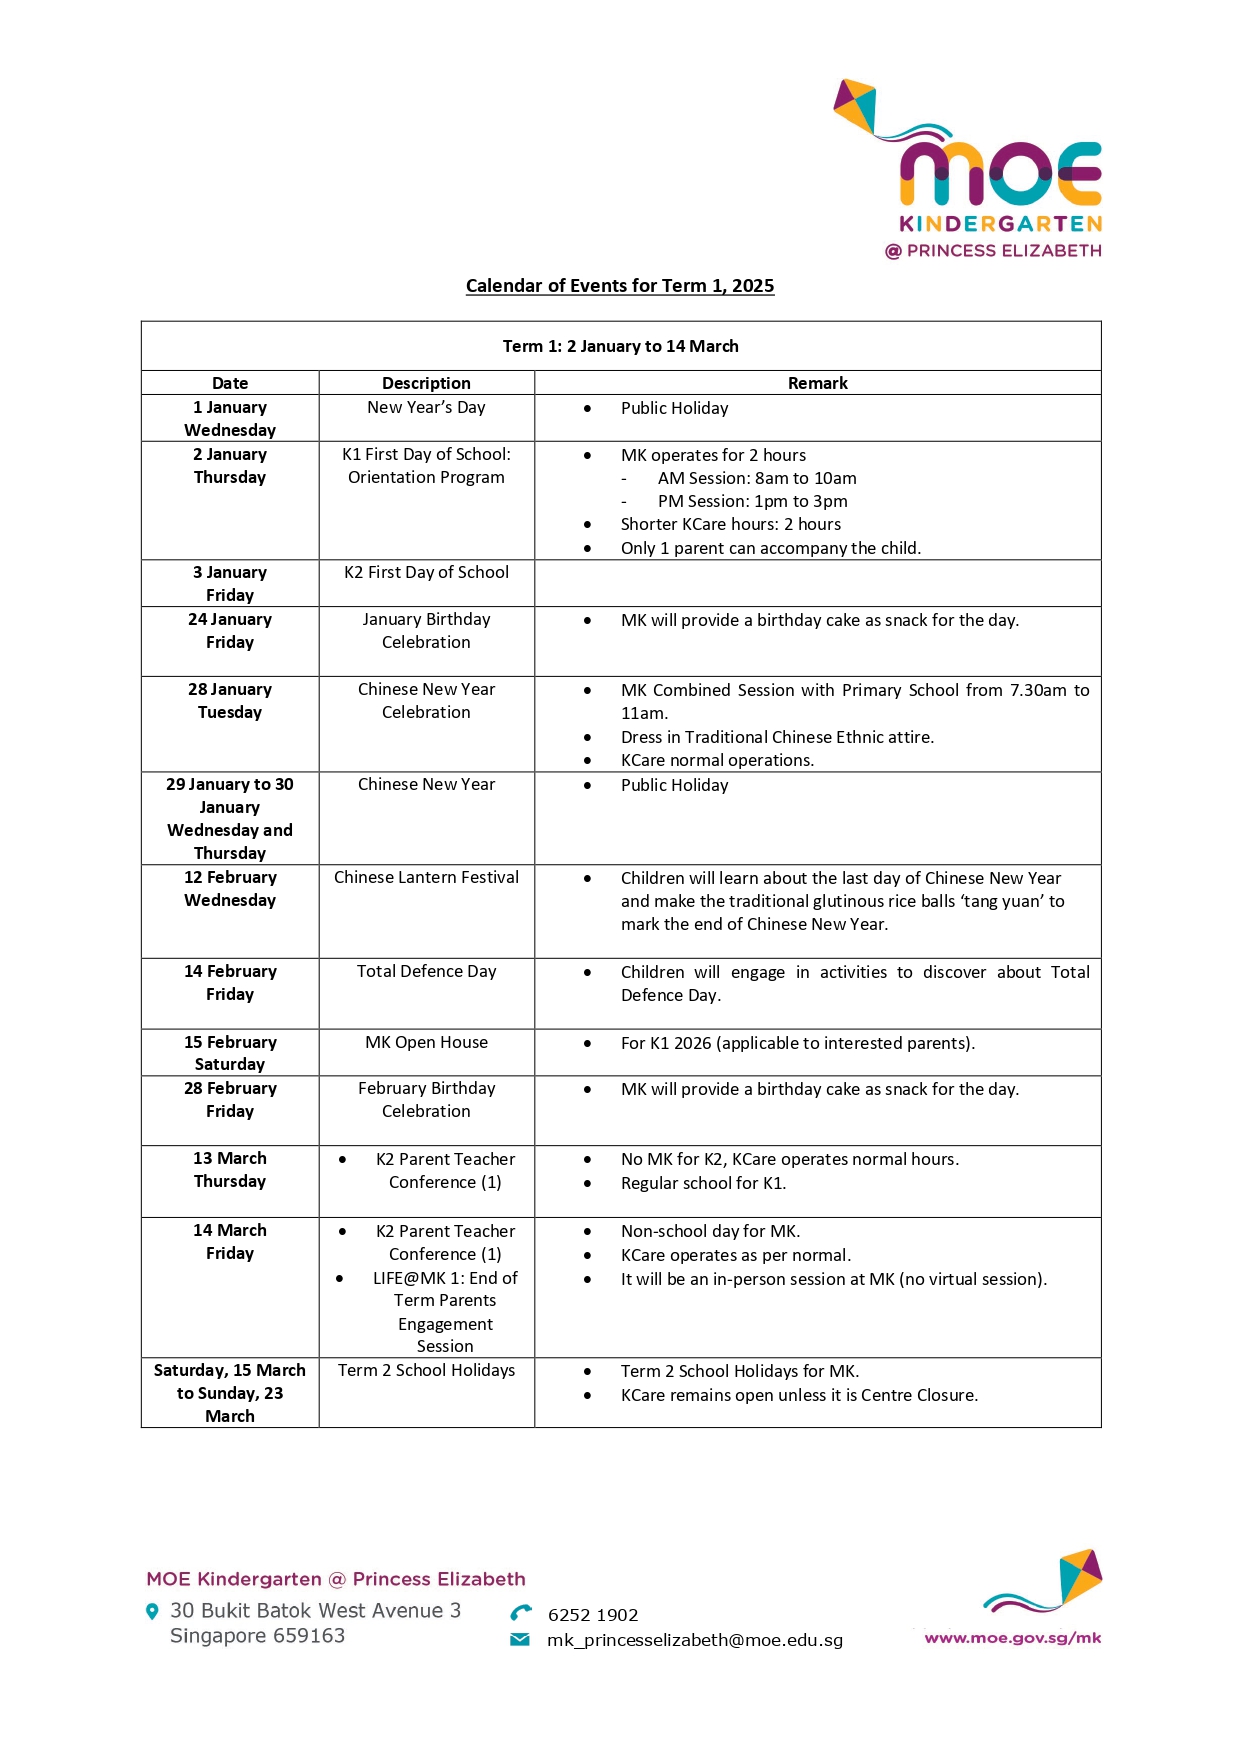 moe
KINDERGARTEN
@ PRINCESS ELIZABETH
Calendar of Events for Term 1, 2025
Term 1: 2 January to 14 March
Date Description Remark
1 January
Wednesday
New Year’s Day
• Public Holiday
2 January
Thursday
K1 First Day of School:
Orientation Program
• MK operates for 2 hours
- AM Session: 8am to 10am
- PM Session: 1pm to 3pm
• Shorter KCare hours: 2 hours
• Only 1 parent can accompany the child.
3 January
Friday
K2 First Day of School
24 January
Friday
January Birthday
Celebration
• MK will provide a birthday cake as snack for the day.
28 January
Tuesday
Chinese New Year
Celebration
• MK Combined Session with Primary School from 7.30am to
11am.
• Dress in Traditional Chinese Ethnic attire.
• KCare normal operations.
29 January to 30
January
Wednesday and
Thursday
Chinese New Year
• Public Holiday
12 February
Wednesday
Chinese Lantern Festival
• Children will learn about the last day of Chinese New Year
and make the traditional glutinous rice balls ‘tang yuan’ to
mark the end of Chinese New Year.
14 February
Friday
Total Defence Day
• Children will engage in activities to discover about Total
Defence Day.
15 February
Saturday
MK Open House
• For K1 2026 (applicable to interested parents).
28 February
Friday
February Birthday
Celebration
• MK will provide a birthday cake as snack for the day.
13 March
Thursday
• K2 Parent Teacher
Conference (1)
• No MK for K2, KCare operates normal hours.
• Regular school for K1.
14 March
Friday
• K2 Parent Teacher
Conference (1)
• LIFE@MK 1: End of
Term Parents
Engagement
Session
• Non-school day for MK.
• KCare operates as per normal.
• It will be an in-person session at MK (no virtual session).
Saturday, 15 March
to Sunday, 23
March
Term 2 School Holidays
• Term 2 School Holidays for MK.
• KCare remains open unless it is Centre Closure.
MOE Kindergarten @ Princess Elizabeth
30 Bukit Batok West Avenue 3
Singapore 659163
6252 1902
mk_princesselizabeth@moe.edu.sg
www.moe.gov.sg/mk